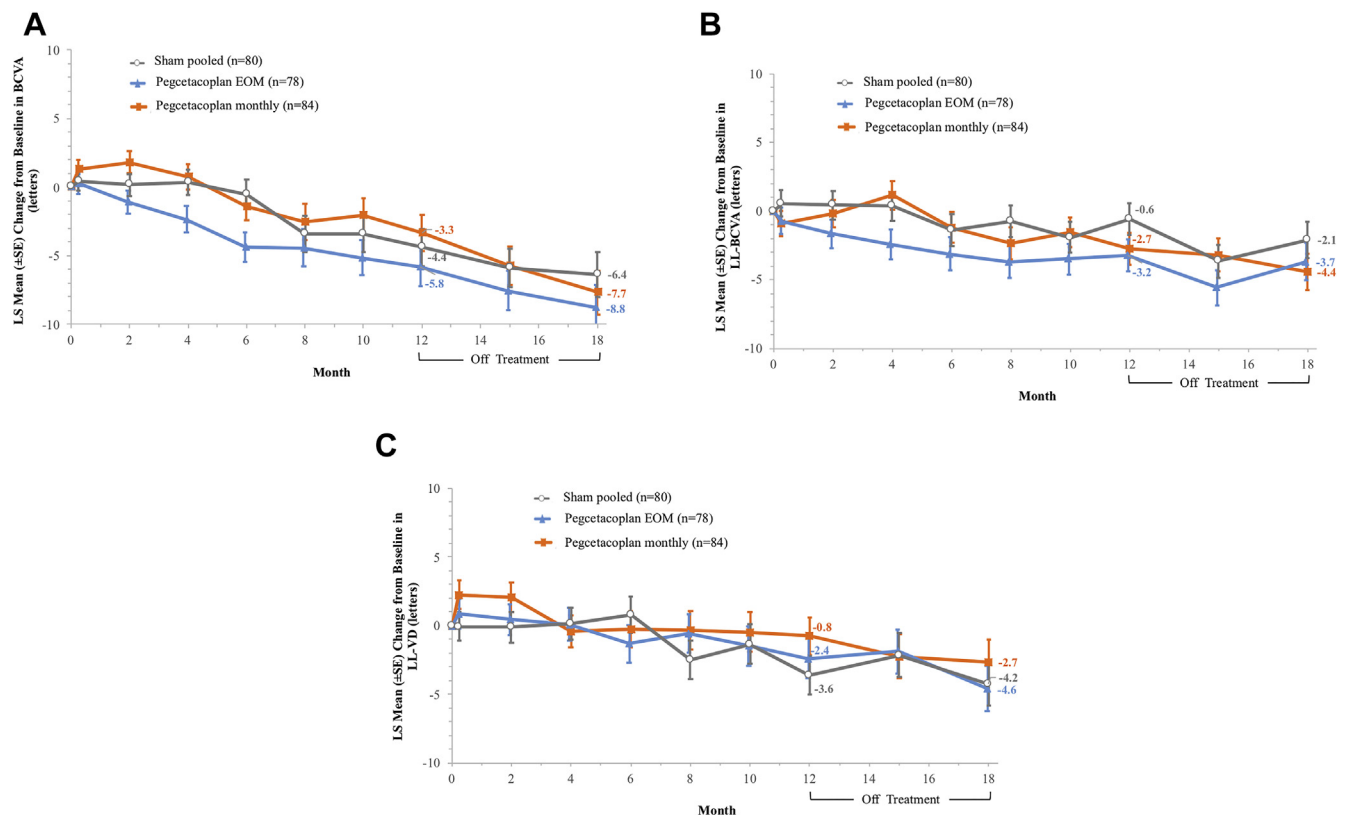 A
LS Mean (±SE) Change from Baseline in BCVA
(letters)
10
5
0
-5
-10
Sham pooled (n=80)
Pegcetacoplan EOM (n=78)
Pegcetacoplan monthly (n=84)
-3.3
-4.4
-5.8
-6.4
-7.7
-8.8
0 2 4 6 8 10 12 14 16 18
Off Treatment
Month
B
LS Mean (±SE) Change from Baseline in
LL-BCVA (letters)
10
5
0
-5
-10
Sham pooled (n=80)
Pegcetacoplan EOM (n=78)
Pegcetacoplan monthly (n=84)
-0.6
-2.7
-3.2
-2.1
-3.7
-4.4
0 2 4 6 8 10 12 14 16 18
Off Treatment
Month
C
LS Mean (±SE) Change from Baseline in
LL-VD (letters)
10
5
0
-5
-10
Sham pooled (n=80)
Pegcetacoplan EOM (n=78)
Pegcetacoplan monthly (n=84)
-0.8
-2.4
-3.6
-2.7
-4.2
-4.6
0 2 4 6 8 10 12 14 16 18
Off Treatment
Month